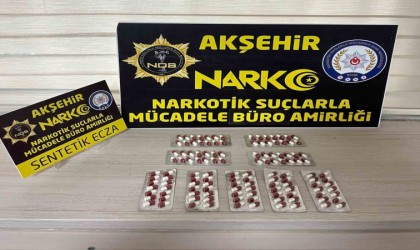 AKŞEHİR
NARKO
NARKOTİK SUÇLARLA
MÜCADELE BÜRO AMİRLİĞİ
NDB
AKŞEHİR
NARKO
NARKOTİK SUÇLARLA
MÜCADELE BÜRO AMİRLİĞİ
SENTETİK ECZA